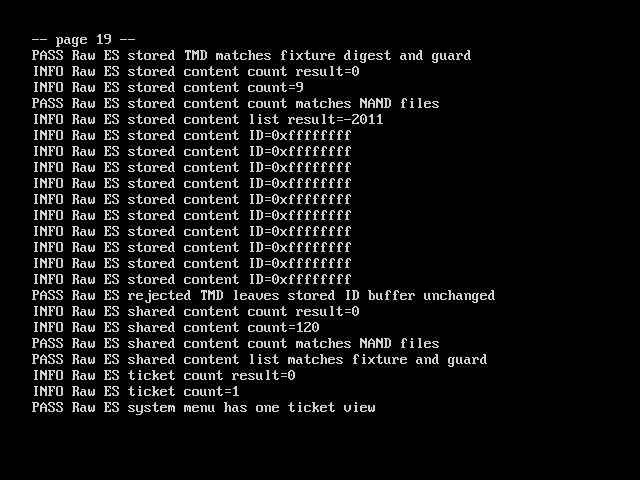 -- page 19 --
PASS Raw ES stored TMD matches fixture digest and guard
INFO Raw ES stored content count result=0
INFO Raw ES stored content count=9
PASS Raw ES stored content count matches NAND files
INFO Raw ES stored content list result=-2011
INFO Raw ES stored content ID=0xffffffff
INFO Raw ES stored content ID=0xffffffff
INFO Raw ES stored content ID=0xffffffff
INFO Raw ES stored content ID=0xffffffff
INFO Raw ES stored content ID=0xffffffff
INFO Raw ES stored content ID=0xffffffff
INFO Raw ES stored content ID=0xffffffff
INFO Raw ES stored content ID=0xffffffff
INFO Raw ES stored content ID=0xffffffff
INFO Raw ES stored content ID=0xffffffff
PASS Raw ES rejected TMD leaves stored ID buffer unchanged
INFO Raw ES shared content count result=0
INFO Raw ES shared content count=120
PASS Raw ES shared content count matches NAND files
PASS Raw ES shared content list matches fixture and guard
INFO Raw ES ticket count result=0
INFO Raw ES ticket count=1
PASS Raw ES system menu has one ticket view